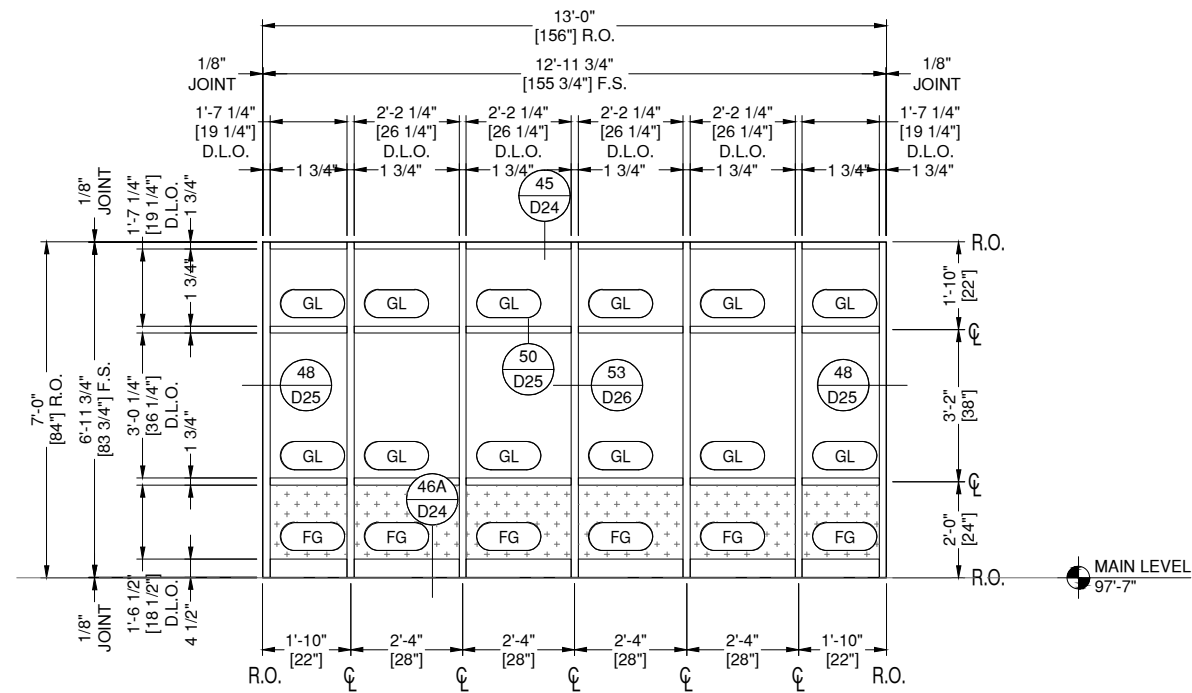 13'-0"
[156"] R.O.
1/8"
JOINT
12'-11 3/4"
[155 3/4"] F.S.
1/8"
JOINT
1'-7 1/4"
[19 1/4"]
D.L.O.
2'-2 1/4"
[26 1/4"]
D.L.O.
2'-2 1/4"
[26 1/4"]
D.L.O.
2'-2 1/4"
[26 1/4"]
D.L.O.
2'-2 1/4"
[26 1/4"]
D.L.O.
1'-7 1/4"
[19 1/4"]
D.L.O.
1 3/4"
1 3/4"
1 3/4"
1 3/4"
1 3/4"
1 3/4"
1 3/4"
45
D24
1/8"
JOINT
1'-7 1/4"
[19 1/4"]
D.L.O.
1 3/4"
1 3/4"
7'-0"
[84"] R.O.
6'-11 3/4"
[83 3/4"] F.S.
3'-0 1/4"
[36 1/4"]
D.L.O.
1 3/4"
1/8"
JOINT
1'-6 1/2"
[18 1/2"]
D.L.O.
4 1/2"
GL
GL
GL
GL
GL
GL
48
D25
50
D25
53
D26
48
D25
GL
GL
GL
GL
GL
GL
46A
D24
FG
FG
FG
FG
FG
FG
R.O.
1'-10"
[22"]
℄
3'-2"
[38"]
℄
2'-0"
[24"]
R.O.
MAIN LEVEL
97'-7"
1'-10"
[22"]
2'-4"
[28"]
2'-4"
[28"]
2'-4"
[28"]
2'-4"
[28"]
1'-10"
[22"]
R.O.
℄
℄
℄
℄
℄
R.O.